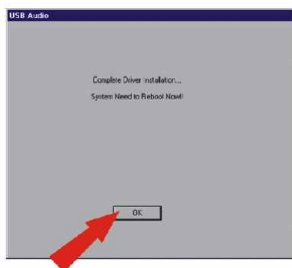 USB Audio
Complete Driver Installation...
System Need to Reboot Now!!
OK